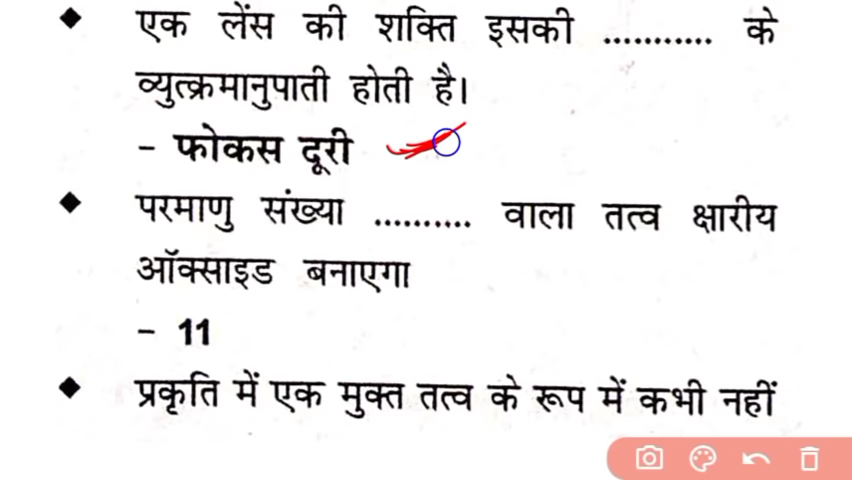 ◆ एक लेंस की शक्ति इसकी ........... के
व्युत्क्रमानुपाती होती है।
– फोकस दूरी
◆ परमाणु संख्या .......... वाला तत्व क्षारीय
ऑक्साइड बनाएगा
– 11
◆ प्रकृति में एक मुक्त तत्व के रूप में कभी नहीं